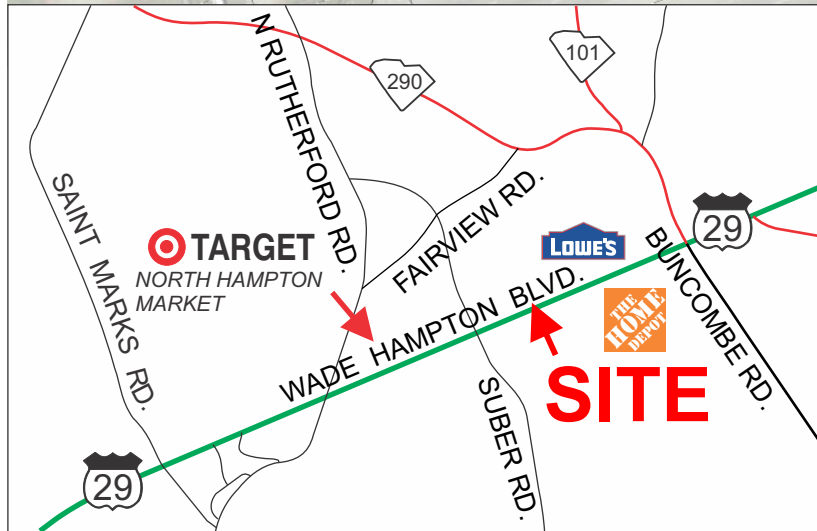 N RUTHERFORD RD.
290
101
SAINT MARKS RD.
TARGET
NORTH HAMPTON
MARKET
FAIRVIEW RD.
LOWE'S
29
BUNCOMBE RD.
THE
HOME
DEPOT
WADE HAMPTON BLVD.
SITE
SUBER RD.
29